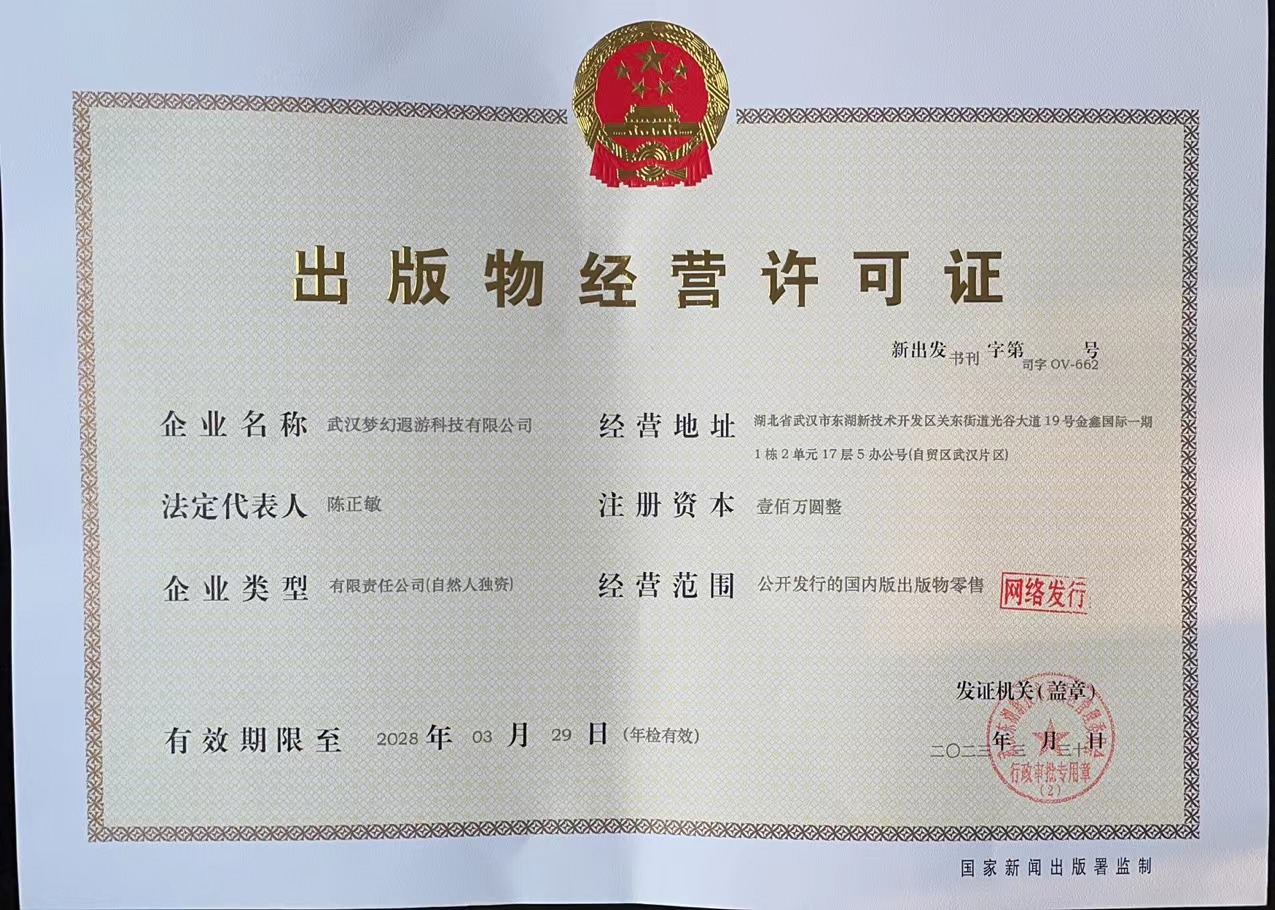 出版物经营许可证
新出发 书刊 字第 司字 OV-662 号
企业名称 武汉梦幻遐游科技有限公司
经营地址 湖北省武汉市东湖新技术开发区关东街道光谷大道19号金鑫国际一期
1栋2单元17层5办公号(自贸区武汉片区)
法定代表人 陈正敏
注册资本 壹佰万圆整
企业类型 有限责任公司(自然人独资)
经营范围 公开发行的国内版出版物零售 网络发行
发证机关(盖章)
有效期限至 2028 年 03 月 29 日 (年检有效)
二〇二三 年 三 月 三十 日
行政审批专用章
(2)
国家新闻出版署监制